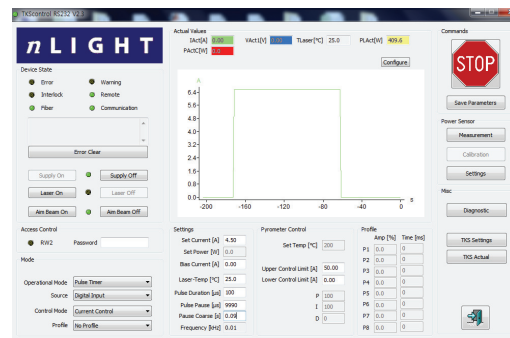 TKScontrol RS232 V2.1
nLIGHT
Device State
Error Warning
Interlock Remote
Fiber Communication
Error Clear
Supply On Supply Off
Laser On Laser Off
Aim Beam On Aim Beam Off
Access Control
RW2 Password
Mode
Operational Mode Pulse Timer
Source Digital Input
Control Mode Current Control
Profile No Profile
Actual Values
IAct[A] 0.00 VAct1[V] TLaser[°C] 25.0 PLAct[W] 409.6
PActC[W] 0.0
Configure
A
6.4
5.6
4.8
4.0
3.2
2.4
1.6
0.8
0.0
-200 -160 -120 -80 -40 0 s
Settings
Set Current [A] 4.50
Set Power [W] 0.0
Bias Current [A] 0.00
Laser-Temp [°C] 25.0
Pulse Duration [µs] 100
Pulse Pause [µs] 9990
Pause Coarse [s] 0.09
Frequency [kHz] 0.01
Pyrometer Control
Set Temp [°C] 200
Upper Control Limit [A] 50.00
Lower Control Limit [A] 0.00
P 100
I 100
D 0
Profile
Amp [%] Time [ms]
P1 0.0 0
P2 0.0 0
P3 0.0 0
P4 0.0 0
P5 0.0 0
P6 0.0 0
P7 0.0 0
P8 0.0 0
Commands
STOP
Save Parameters
Power Sensor
Measurement
Calibration
Settings
Misc
Diagnostic
TKS Settings
TKS Actual